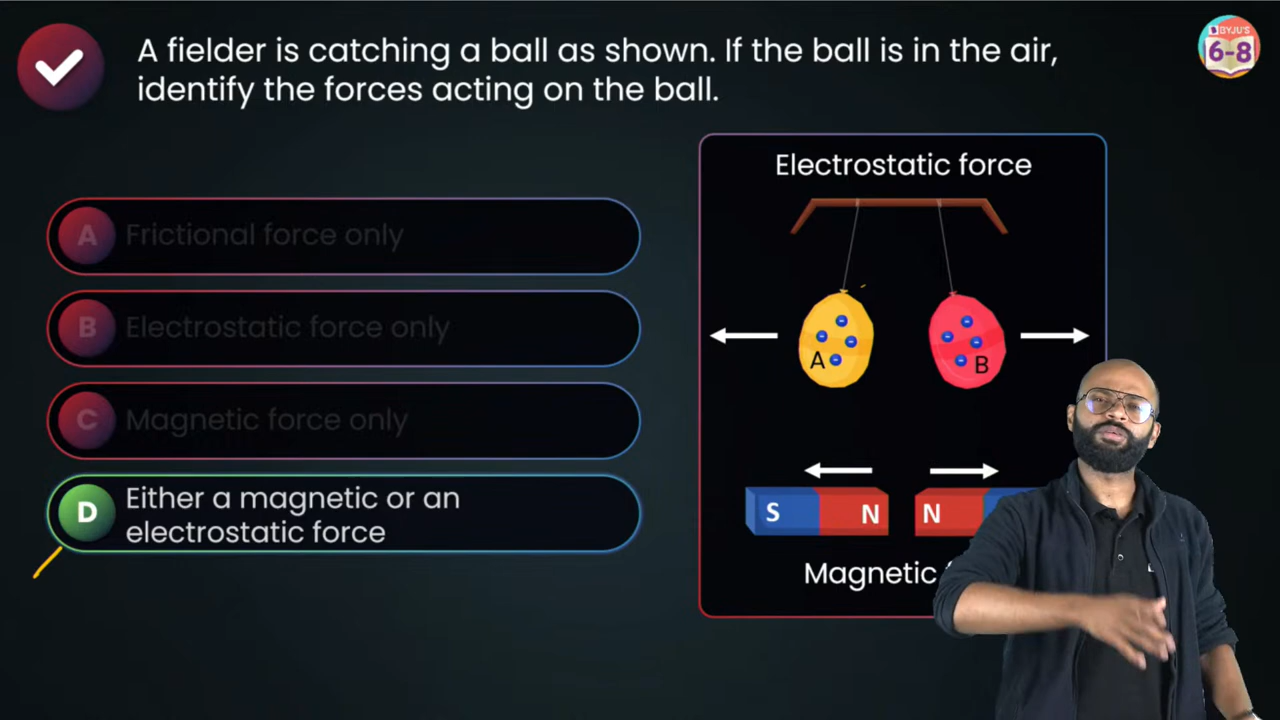 A fielder is catching a ball as shown. If the ball is in the air,
identify the forces acting on the ball.
BYJU'S
6-8
A Frictional force only
B Electrostatic force only
C Magnetic force only
D Either a magnetic or an
electrostatic force
Electrostatic force
A
B
S N N
Magnetic